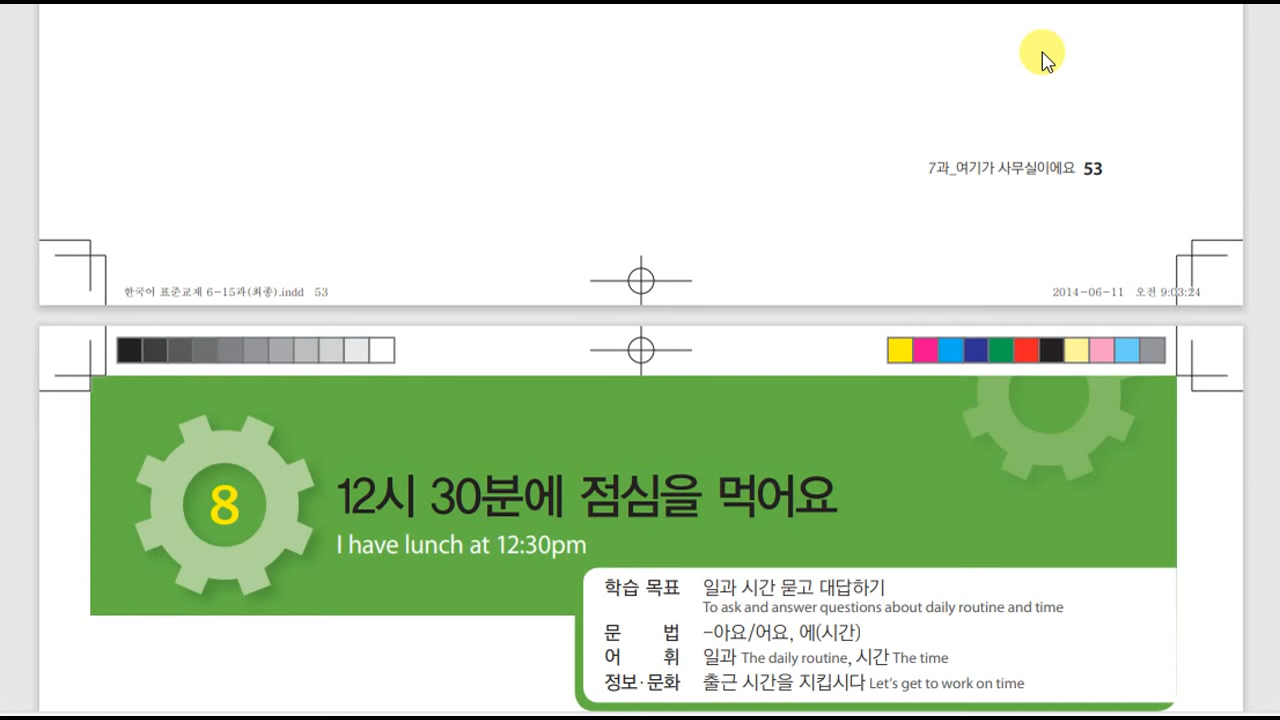 7과_여기가 사무실이에요 53
한국어 표준교재 6-15과(최종).indd 53
2014-06-11 오전 9:03:24
8
12시 30분에 점심을 먹어요
I have lunch at 12:30pm
학습 목표 일과 시간 묻고 대답하기
To ask and answer questions about daily routine and time
문 법 -아요/어요, 에(시간)
어 휘 일과 The daily routine, 시간 The time
정보·문화 출근 시간을 지킵시다 Let's get to work on time